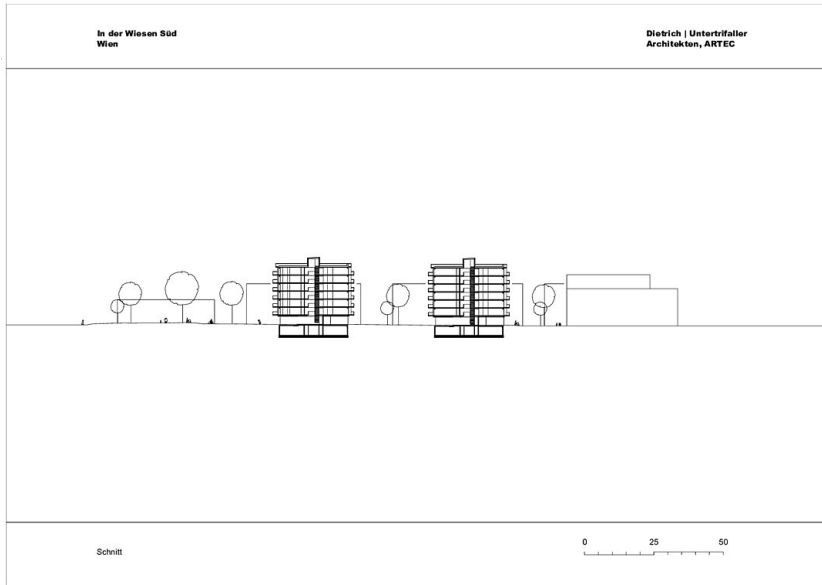 In der Wiesen Süd
Wien
Dietrich | Untertrifaller
Architekten, ARTEC
Schnitt
0 25 50